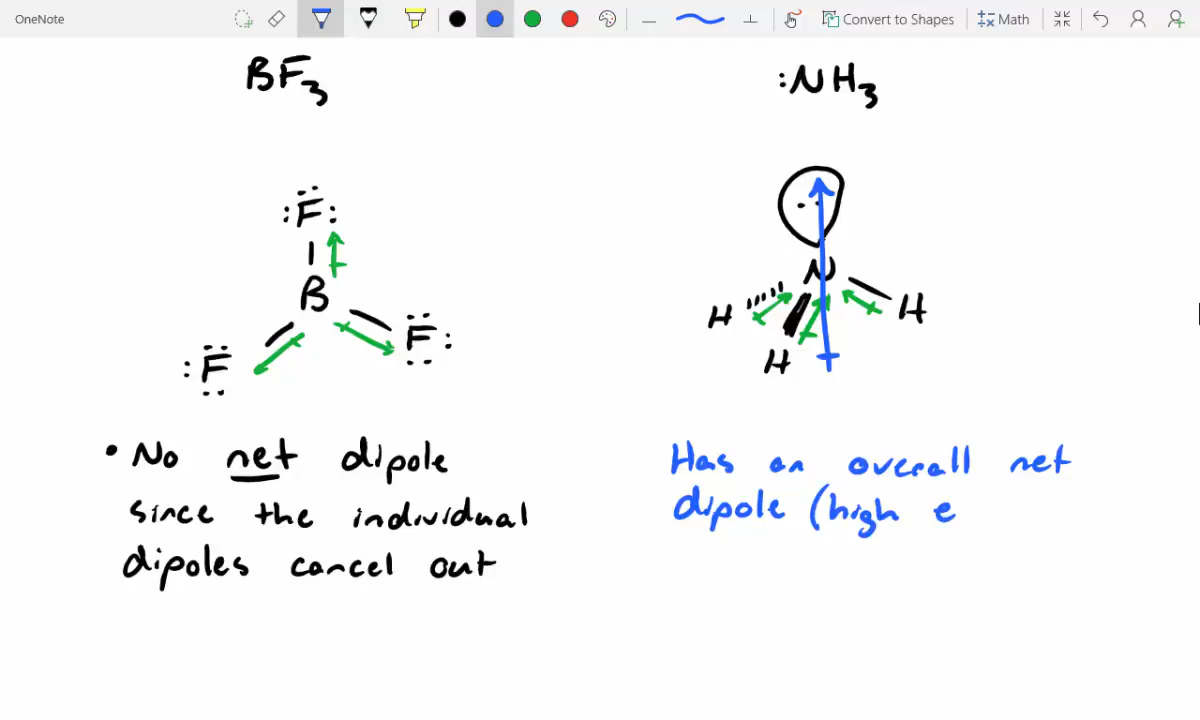 OneNote
Convert to Shapes
Math
BF3
:NH3
F
B
F
F
N
H
H
H
• No net dipole
since the individual
dipoles cancel out
Has an overall net
dipole (high e